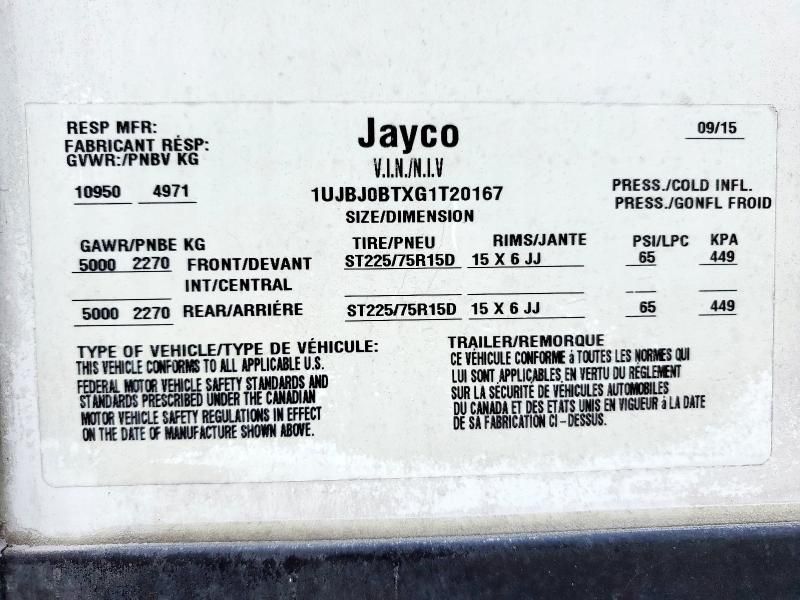 RESP MFR:
FABRICANT RÉSP:
GVWR:/PNBV KG
10950 4971
Jayco
V.I.N./N.I.V
1UJBJ0BTXG1T20167
SIZE/DIMENSION
09/15
PRESS./COLD INFL.
PRESS./GONFL FROID
GAWR/PNBE KG TIRE/PNEU RIMS/JANTE PSI/LPC KPA
5000 2270 FRONT/DEVANT ST225/75R15D 15 X 6 JJ 65 449
INT/CENTRAL
5000 2270 REAR/ARRIÉRE ST225/75R15D 15 X 6 JJ 65 449
TYPE OF VEHICLE/TYPE DE VÉHICULE: TRAILER/REMORQUE
THIS VEHICLE CONFORMS TO ALL APPLICABLE U.S.
FEDERAL MOTOR VEHICLE SAFETY STANDARDS AND
STANDARDS PRESCRIBED UNDER THE CANADIAN
MOTOR VEHICLE SAFETY REGULATIONS IN EFFECT
ON THE DATE OF MANUFACTURE SHOWN ABOVE.
CE VÉHICULE CONFORME à TOUTES LES NORMES QUI
LUI SONT APPLICABLES EN VERTU DU RÉGLEMENT
SUR LA SÉCURITE DE VÉHICULES AUTOMOBILES
DU CANADA ET DES ETATS UNIS EN VIGUEUR à LA DATE
DE SA FABRICATION CI-DESSUS.